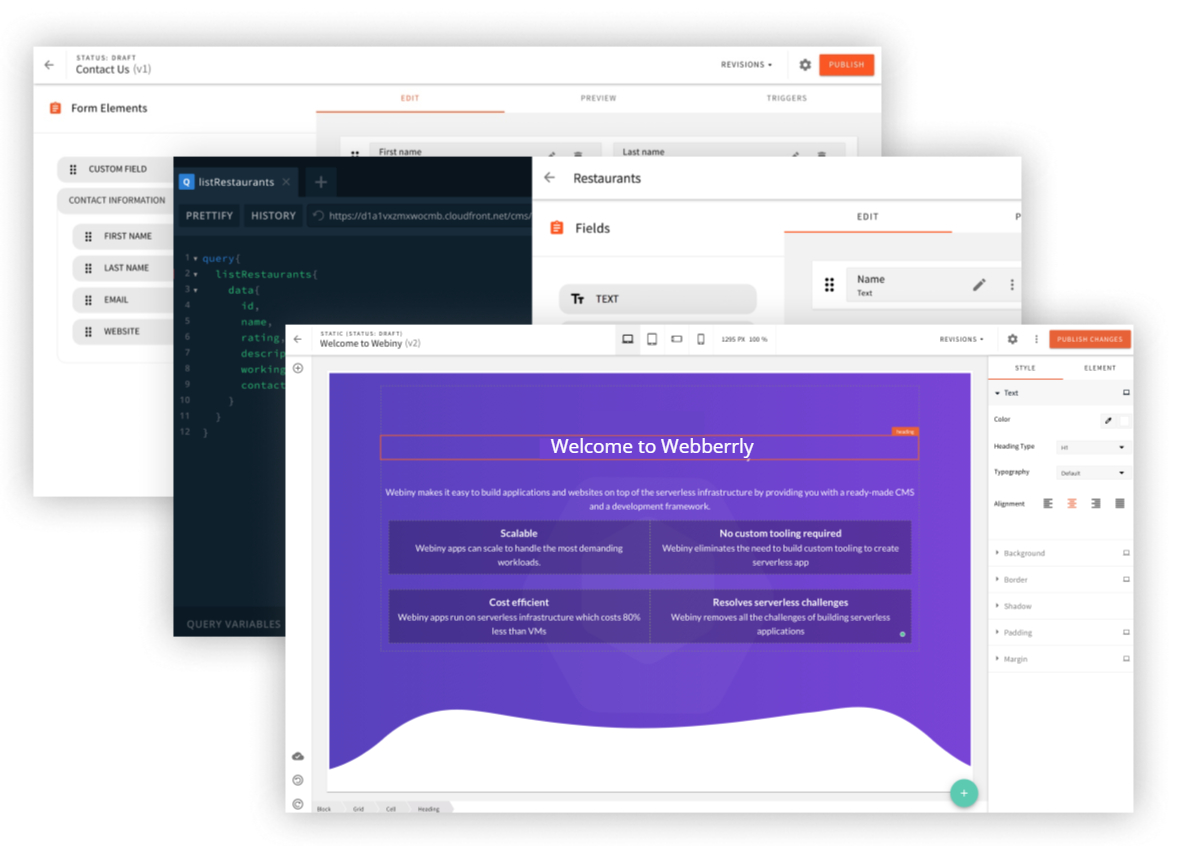 STATUS: DRAFT
Contact Us (v1)
REVISIONS
PUBLISH
Form Elements
EDIT
PREVIEW
TRIGGERS
First name
Last name
CUSTOM FIELD
CONTACT INFORMATION
FIRST NAME
LAST NAME
EMAIL
WEBSITE
Q listRestaurants × +
PRETTIFY
HISTORY
https://d1a1vxzmxwocmb.cloudfront.net/cms/
1 query{
2 listRestaurants{
3 data{
4 id,
5 name,
6 rating,
7 descrip
8 working
9 contact
10 }
11 }
12 }
QUERY VARIABLES
Restaurants
Fields
EDIT
P
TEXT
Name
Text
STATIC (STATUS: DRAFT)
Welcome to Webiny (v2)
1295 PX 100 %
REVISIONS
PUBLISH CHANGES
Heading
Welcome to Webberrly
Webiny makes it easy to build applications and websites on top of the serverless infrastructure by providing you with a ready-made CMS
and a development framework.
Scalable
Webiny apps can scale to handle the most demanding
workloads.
No custom tooling required
Webiny eliminates the need to build custom tooling to create
serverless app
Cost efficient
Webiny apps run on serverless infrastructure which costs 80%
less than VMs
Resolves serverless challenges
Webiny removes all the challenges of building serverless
applications
STYLE
ELEMENT
Text
Color
Heading Type
Typography
Default
Alignment
Background
Border
Shadow
Padding
Margin
Block
Grid
Cell
Heading